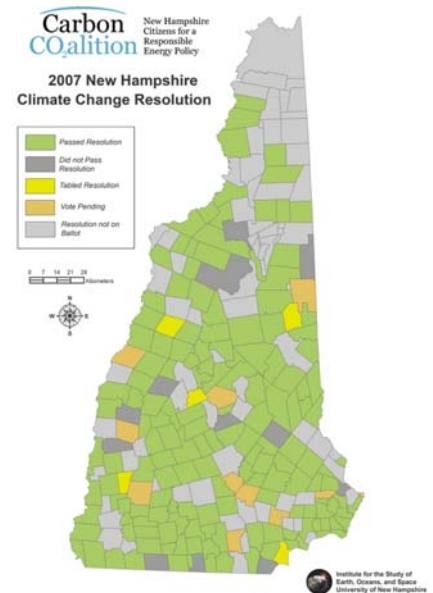 Carbon
CO2alition
New Hampshire
Citizens for a
Responsible
Energy Policy
2007 New Hampshire
Climate Change Resolution
Passed Resolution
Did not Pass
Resolution
Tabled Resolution
Vote Pending
Resolution not on
Ballot
0 7 14 21 28
Kilometers
N
W E
S
Institute for the Study of
Earth, Oceans, and Space
University of New Hampshire